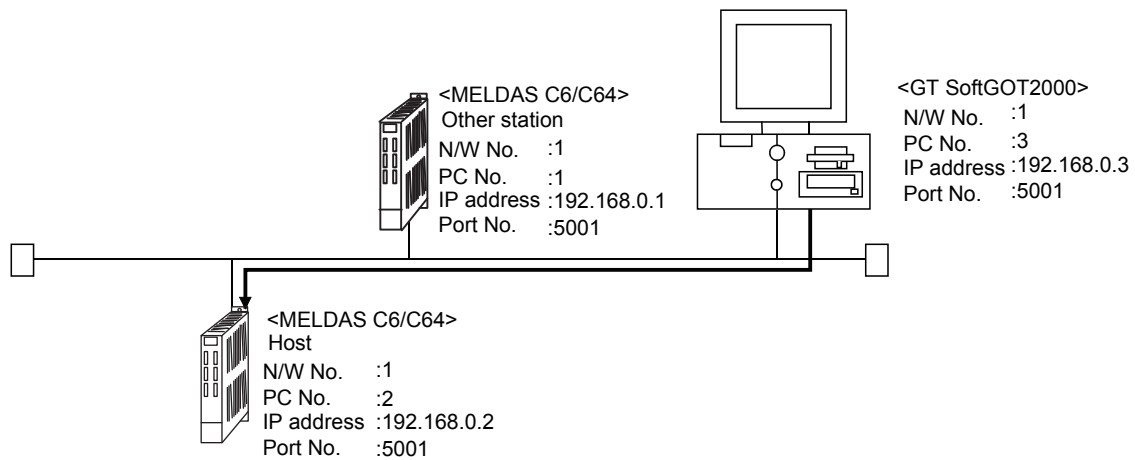 <MELDAS C6/C64>
Other station
N/W No. :1
PC No. :1
IP address :192.168.0.1
Port No. :5001
<GT SoftGOT2000>
N/W No. :1
PC No. :3
IP address :192.168.0.3
Port No. :5001
<MELDAS C6/C64>
Host
N/W No. :1
PC No. :2
IP address :192.168.0.2
Port No. :5001